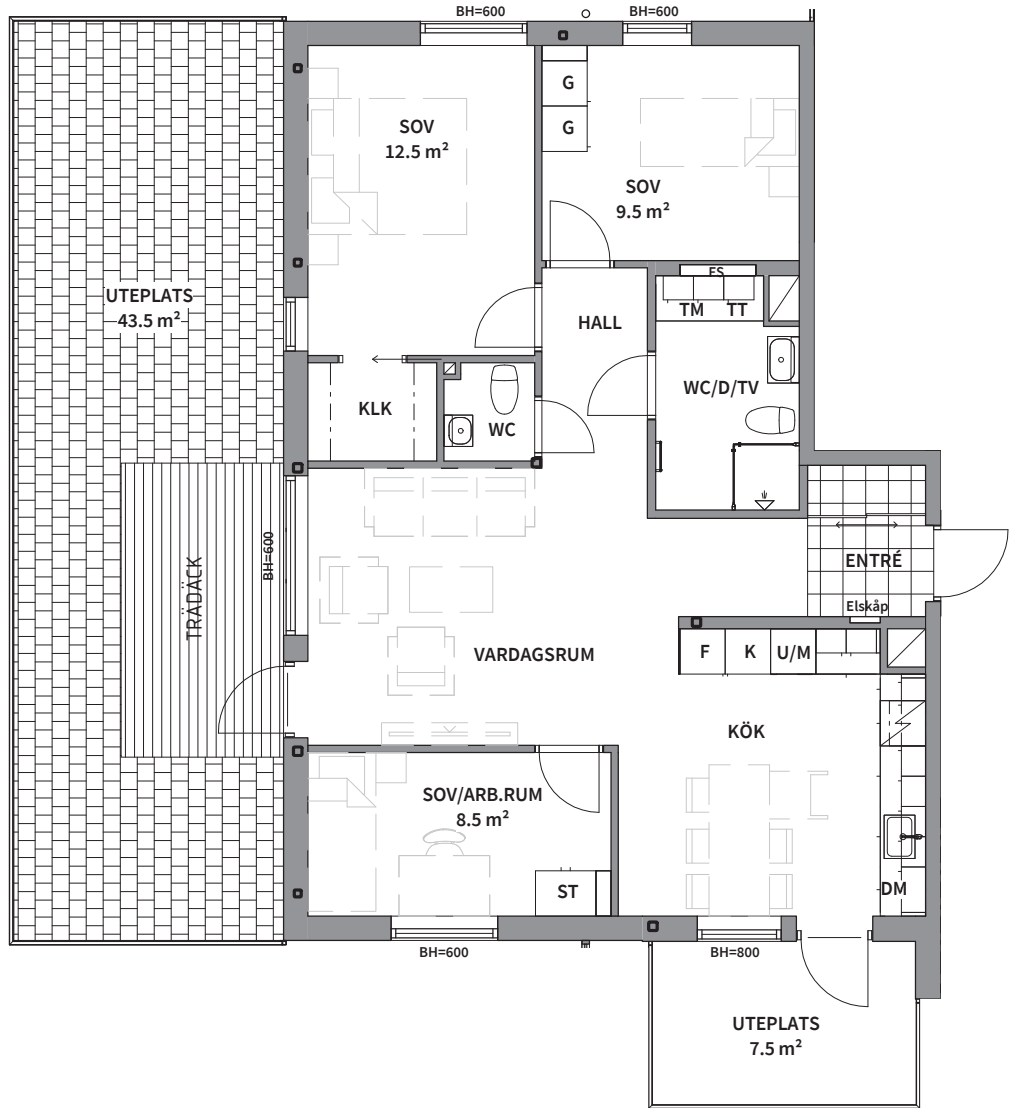 BH=600
BH=600
G
G
SOV
12.5 m²
SOV
9.5 m²
UTEPLATS
43.5 m²
HALL
FS
TM
TT
WC/D/TV
KLK
WC
BH=600
TRÄDÄCK
ENTRÉ
Elskåp
VARDAGSRUM
F
K
U/M
KÖK
SOV/ARB.RUM
8.5 m²
ST
DM
BH=600
BH=800
UTEPLATS
7.5 m²